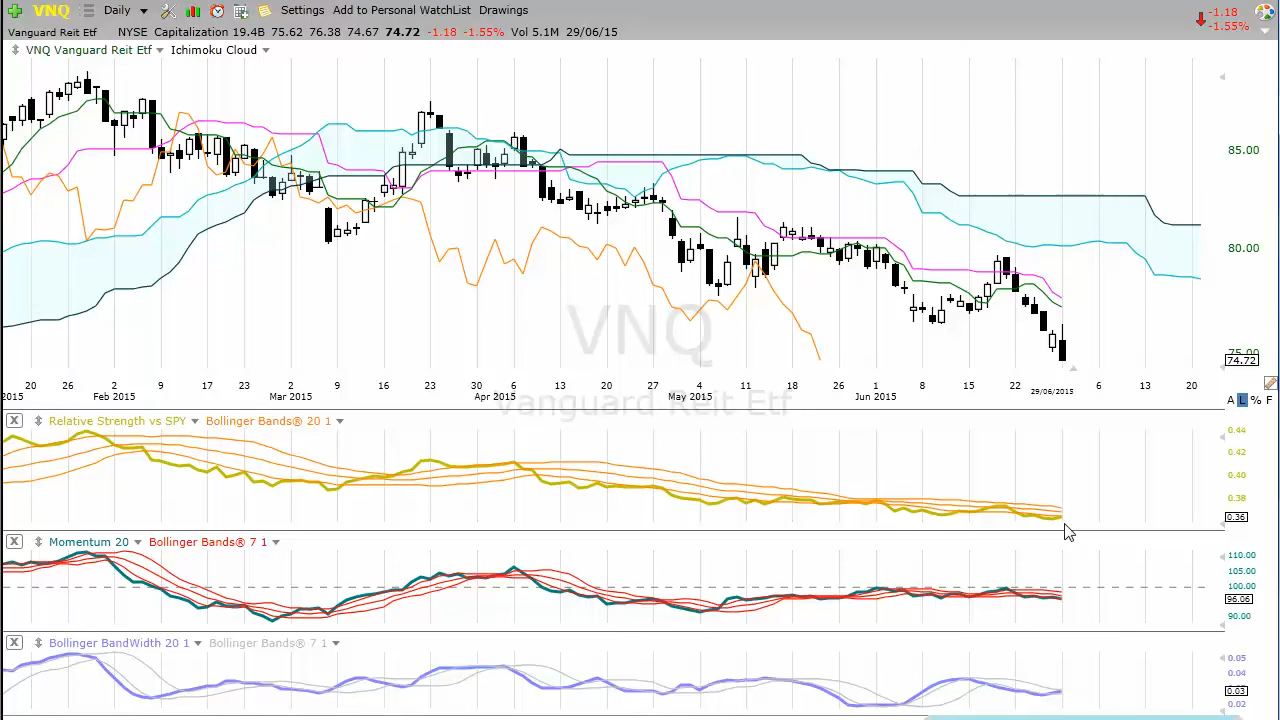 VNQ Daily Settings Add to Personal WatchList Drawings -1.18
-1.55%
Vanguard Reit Etf NYSE Capitalization 19.4B 75.62 76.38 74.67 74.72 -1.18 -1.55% Vol 5.1M 29/06/15
VNQ Vanguard Reit Etf Ichimoku Cloud
85.00
80.00
VNQ
75.00
74.72
20 26 2 9 17 23 2 9 16 23 30 6 13 20 27 4 11 18 26 1 8 15 22 29/06/2015 6 13 20
2015 Feb 2015 Mar 2015 Apr 2015 May 2015 Jun 2015
A L % F
Vanguard Reit Etf
X Relative Strength vs SPY Bollinger Bands® 20 1
0.44
0.42
0.40
0.38
0.36
X Momentum 20 Bollinger Bands® 7 1
110.00
105.00
100.00
90.00
X Bollinger BandWidth 20 1 Bollinger Bands® 7 1
0.05
0.04
0.03
0.02